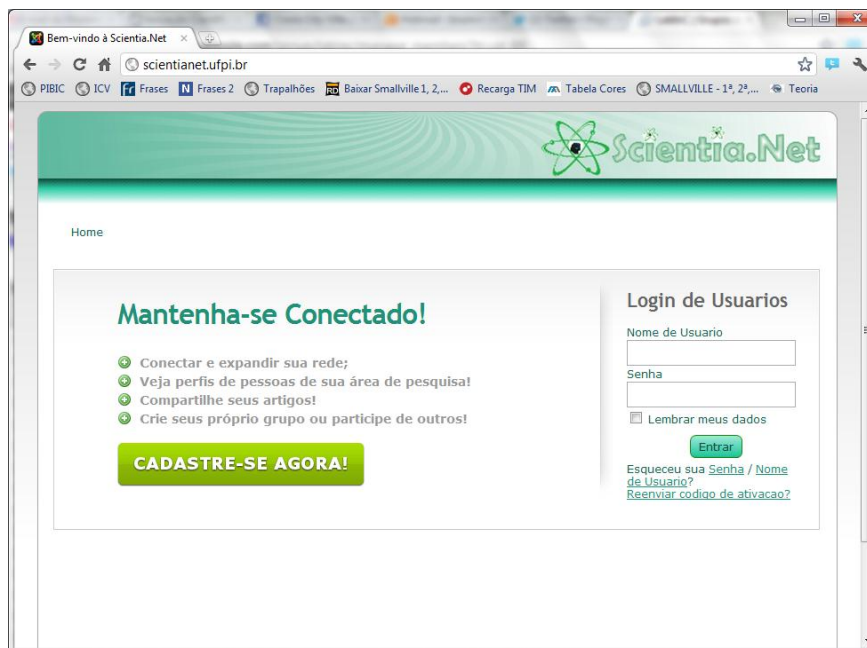 Bem-vindo à Scientia.Net
scientianet.ufpi.br
PIBIC ICV Fr Frases N Frases 2 Trapalhões RD Baixar Smallville 1, 2,... Recarga TIM Tabela Cores SMALLVILLE - 1ª, 2ª,... Teoria
Scientia.Net
Home
Mantenha-se Conectado!
Conectar e expandir sua rede;
Veja perfis de pessoas de sua área de pesquisa!
Compartilhe seus artigos!
Crie seus próprio grupo ou participe de outros!
CADASTRE-SE AGORA!
Login de Usuarios
Nome de Usuario
Senha
Lembrar meus dados
Entrar
Esqueceu sua Senha / Nome
de Usuario?
Reenviar codigo de ativacao?